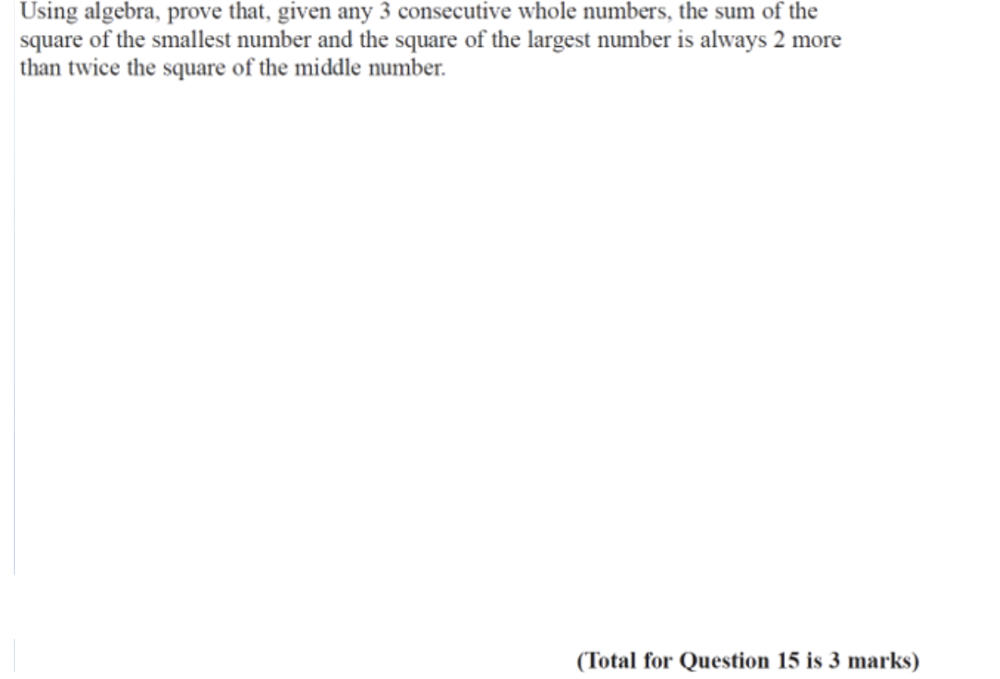 Using algebra, prove that, given any 3 consecutive whole numbers, the sum of the
square of the smallest number and the square of the largest number is always 2 more
than twice the square of the middle number.
(Total for Question 15 is 3 marks)